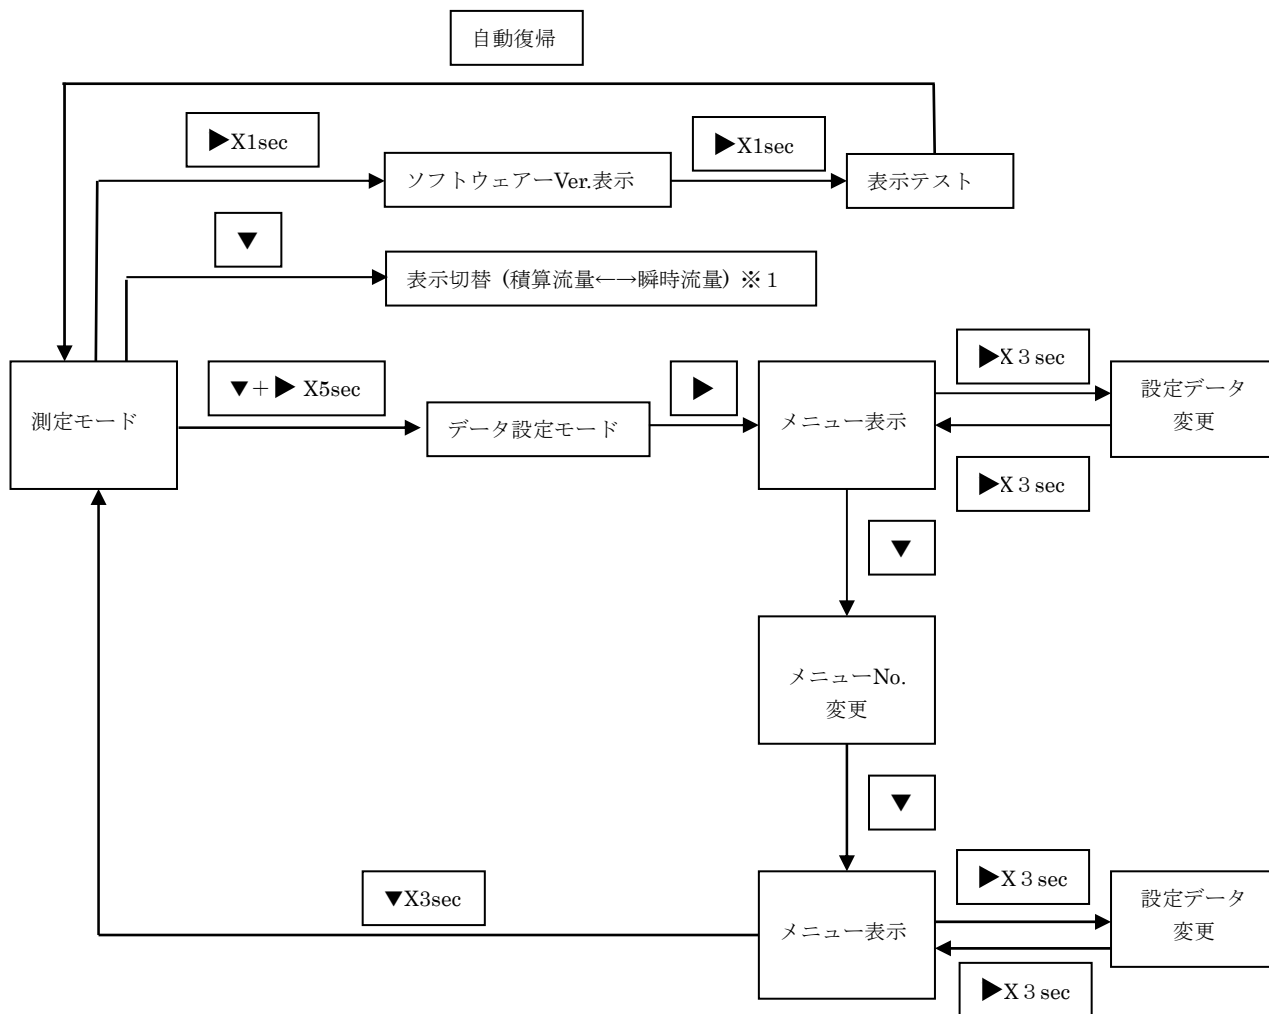 自動復帰
▶X1sec
▶X1sec
ソフトウェアーVer.表示
表示テスト
▼
表示切替 (積算流量←→瞬時流量) ※１
測定モード
▼＋▶ X5sec
データ設定モード
▶
メニュー表示
▶X３sec
設定データ
変更
▶X３sec
▼
メニューNo.
変更
▼
▼X3sec
メニュー表示
▶X３sec
設定データ
変更
▶X３sec